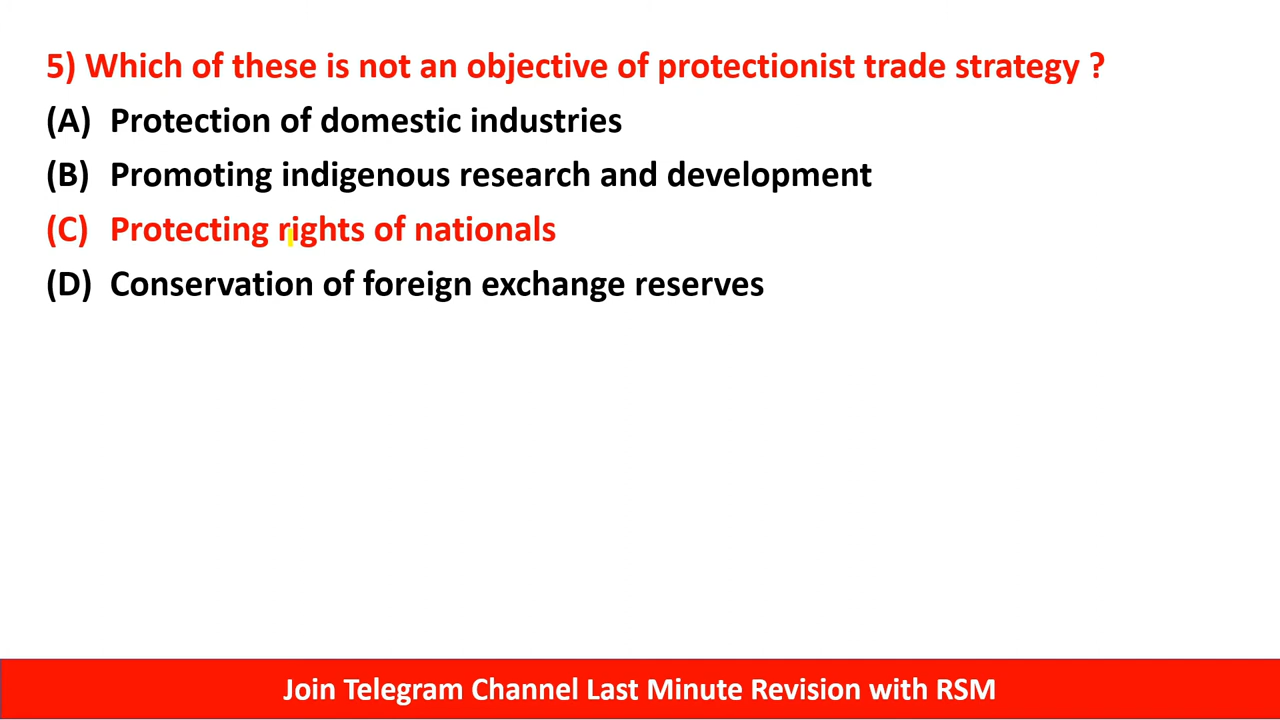 5) Which of these is not an objective of protectionist trade strategy ?
(A) Protection of domestic industries
(B) Promoting indigenous research and development
(C) Protecting rights of nationals
(D) Conservation of foreign exchange reserves
Join Telegram Channel Last Minute Revision with RSM